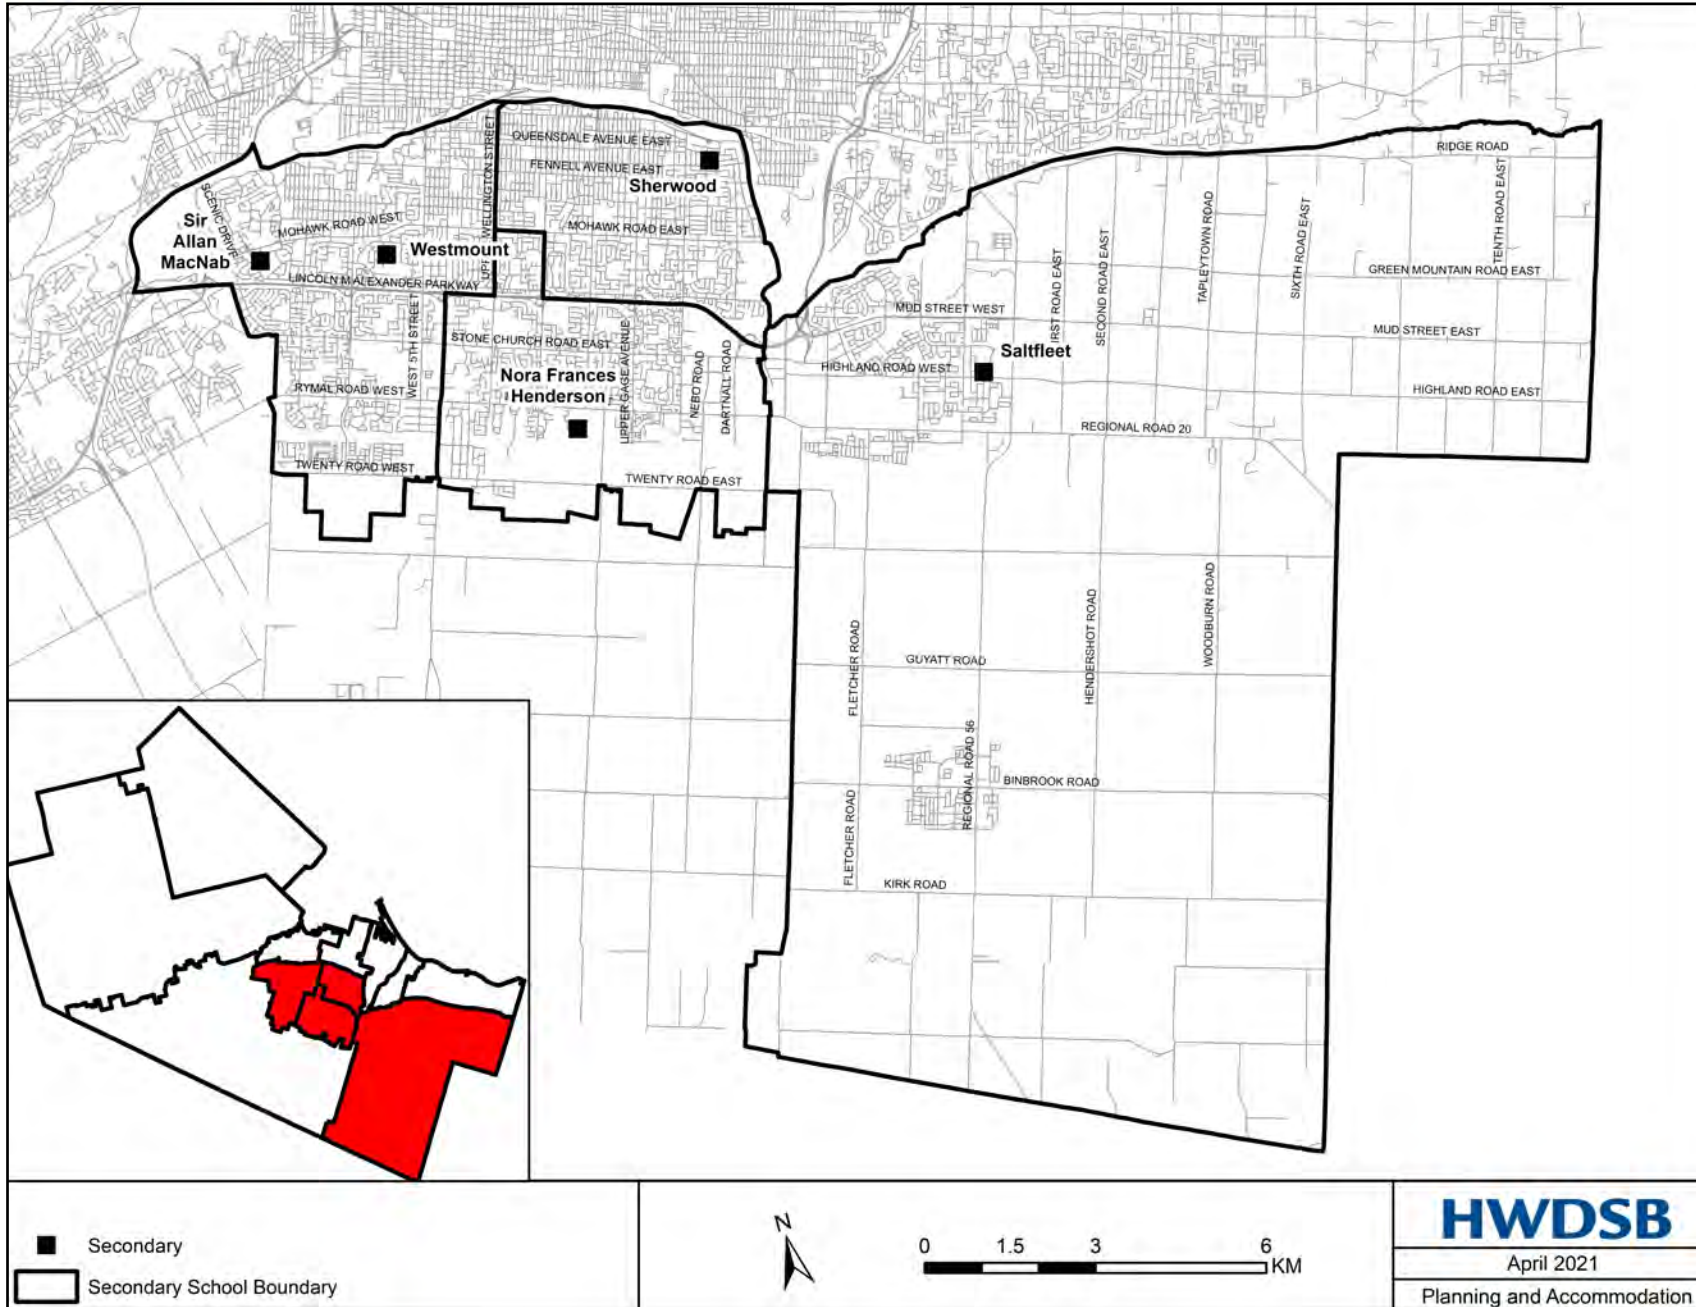 QUEENSDALE AVENUE EAST
FENNELL AVENUE EAST
Sherwood
UPPER WELLINGTON STREET
SCENIC DRIVE
Sir
Allan
MacNab
MOHAWK ROAD WEST
Westmount
MOHAWK ROAD EAST
LINCOLN M ALEXANDER PARKWAY
WEST 5TH STREET
STONE CHURCH ROAD EAST
Nora Frances
Henderson
UPPER GAGE AVENUE
NEBO ROAD
DARTNALL ROAD
RYMAL ROAD WEST
TWENTY ROAD WEST
TWENTY ROAD EAST
RIDGE ROAD
TENTH ROAD EAST
TAPLEYTOWN ROAD
SIXTH ROAD EAST
GREEN MOUNTAIN ROAD EAST
IRST ROAD EAST
SECOND ROAD EAST
MUD STREET WEST
MUD STREET EAST
Saltfleet
HIGHLAND ROAD WEST
HIGHLAND ROAD EAST
REGIONAL ROAD 20
FLETCHER ROAD
GUYATT ROAD
HENDERSHOT ROAD
WOODBURN ROAD
REGIONAL ROAD 56
BINBROOK ROAD
FLETCHER ROAD
KIRK ROAD
Secondary
Secondary School Boundary
N
0 1.5 3 6
KM
HWDSB
April 2021
Planning and Accommodation